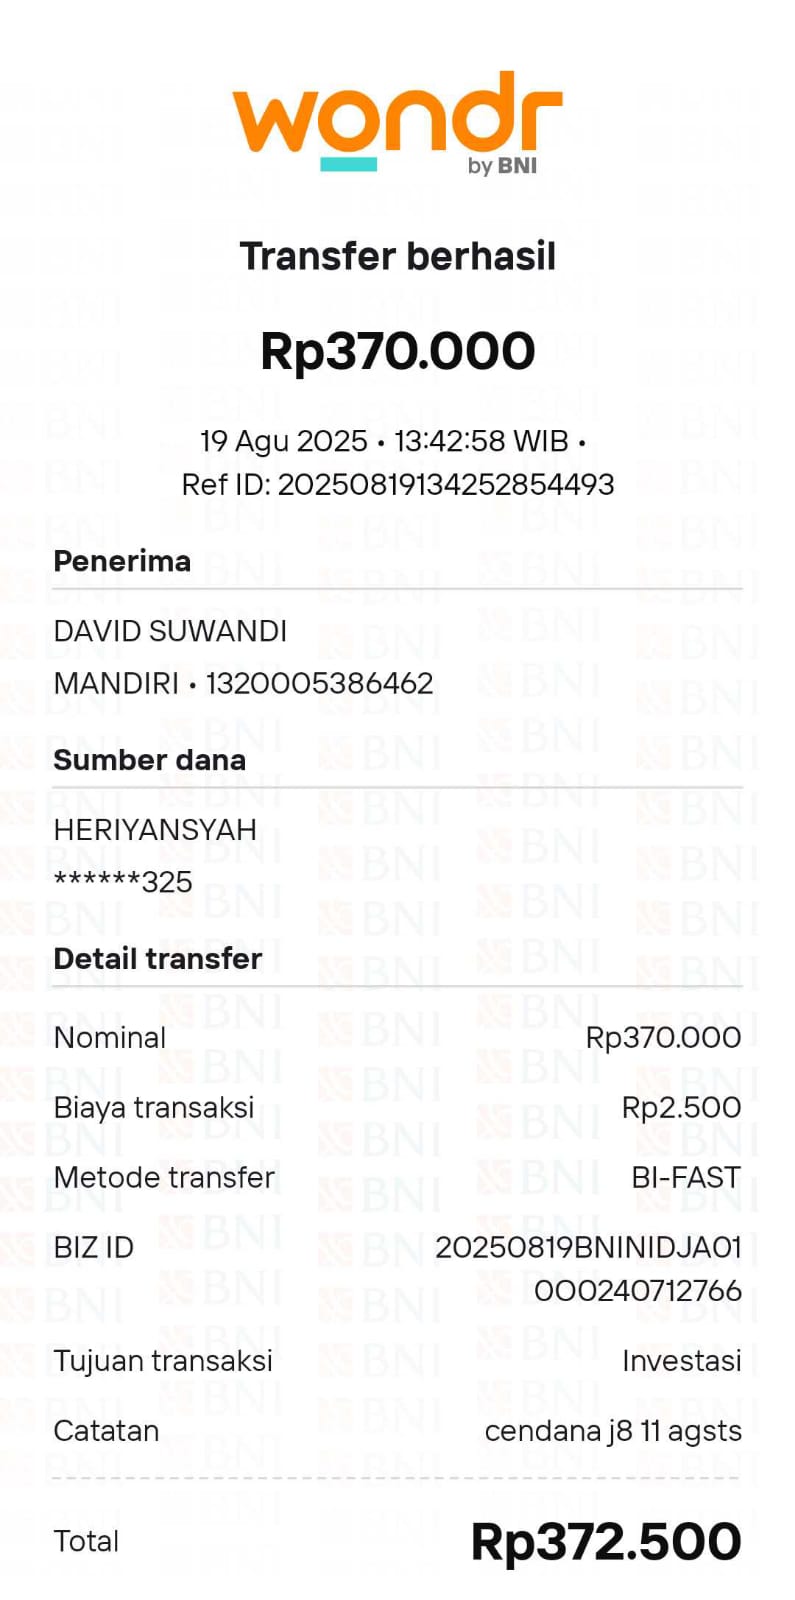 wondr
by BNI
Transfer berhasil
Rp370.000
19 Agu 2025 • 13:42:58 WIB •
Ref ID: 20250819134252854493
Penerima
DAVID SUWANDI
MANDIRI • 1320005386462
Sumber dana
HERIYANSYAH
******325
Detail transfer
Nominal Rp370.000
Biaya transaksi Rp2.500
Metode transfer BI-FAST
BIZ ID 20250819BNINIDJA01
000240712766
Tujuan transaksi Investasi
Catatan cendana j8 11 agsts
Total Rp372.500